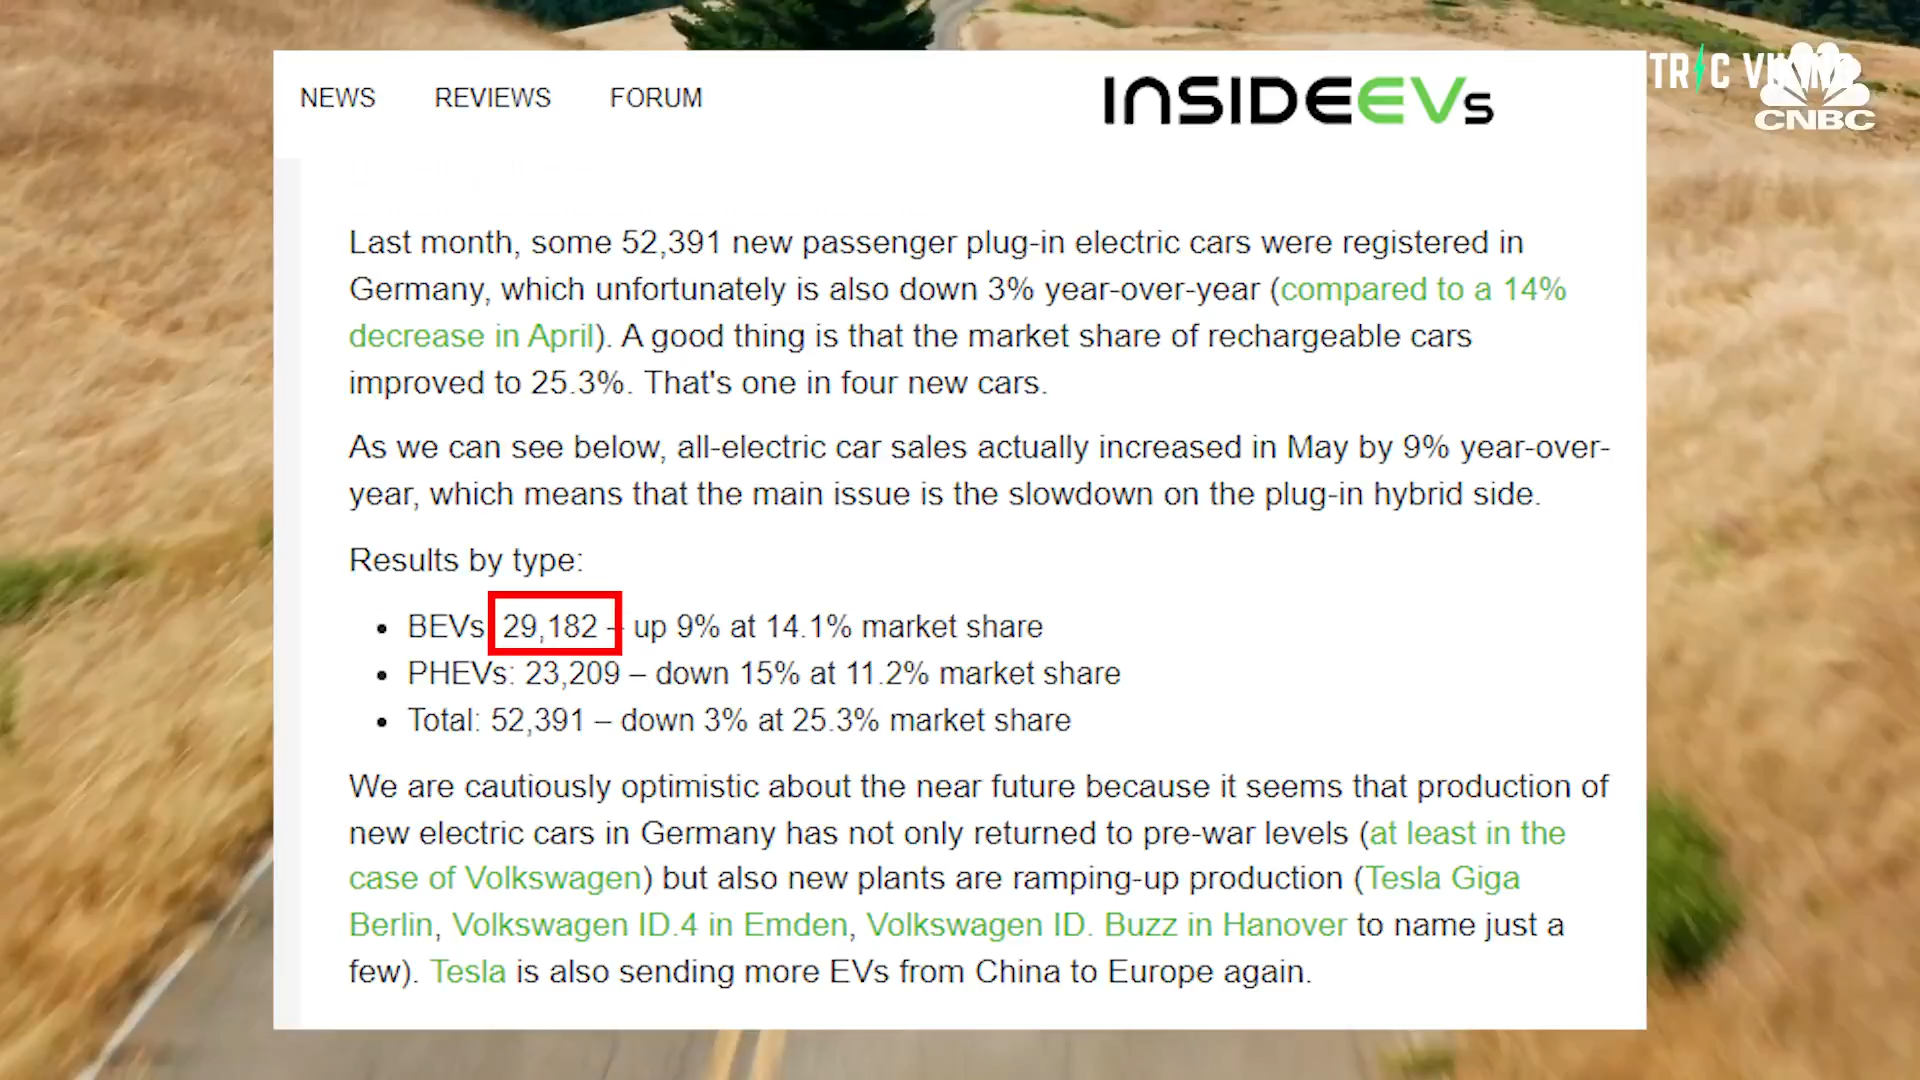 NEWS REVIEWS FORUM INSIDEEVs
CNBC
Last month, some 52,391 new passenger plug-in electric cars were registered in
Germany, which unfortunately is also down 3% year-over-year (compared to a 14%
decrease in April). A good thing is that the market share of rechargeable cars
improved to 25.3%. That's one in four new cars.
As we can see below, all-electric car sales actually increased in May by 9% year-over-
year, which means that the main issue is the slowdown on the plug-in hybrid side.
Results by type:
• BEVs 29,182 – up 9% at 14.1% market share
• PHEVs: 23,209 – down 15% at 11.2% market share
• Total: 52,391 – down 3% at 25.3% market share
We are cautiously optimistic about the near future because it seems that production of
new electric cars in Germany has not only returned to pre-war levels (at least in the
case of Volkswagen) but also new plants are ramping-up production (Tesla Giga
Berlin, Volkswagen ID.4 in Emden, Volkswagen ID. Buzz in Hanover to name just a
few). Tesla is also sending more EVs from China to Europe again.